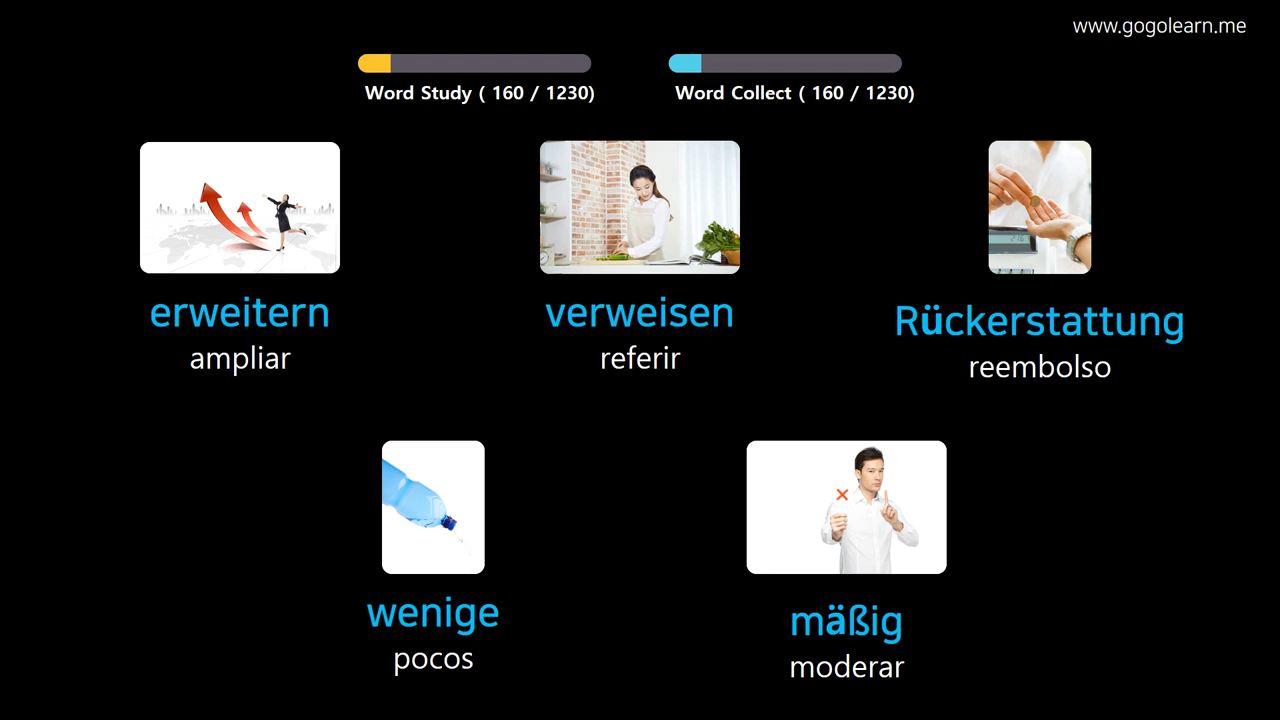 www.gogolearn.me
Word Study ( 160 / 1230)
Word Collect ( 160 / 1230)
erweitern
ampliar
verweisen
referir
Rückerstattung
reembolso
wenige
pocos
mäßig
moderar